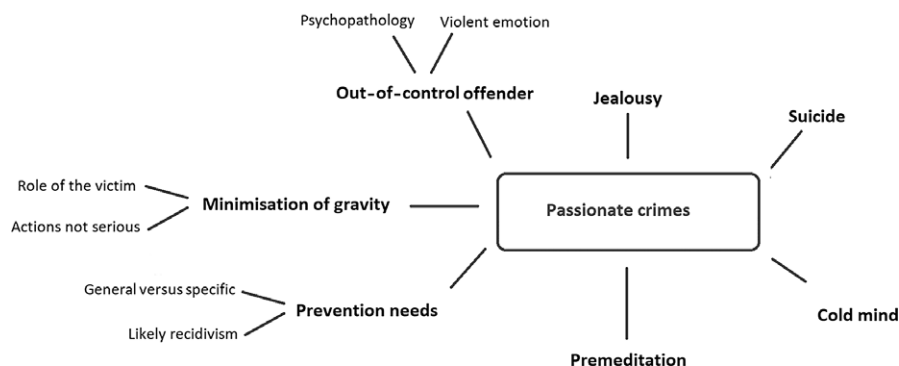 Psychopathology
Violent emotion
Out-of-control offender
Jealousy
Suicide
Role of the victim
Minimisation of gravity
Passionate crimes
Actions not serious
General versus specific
Prevention needs
Likely recidivism
Cold mind
Premeditation